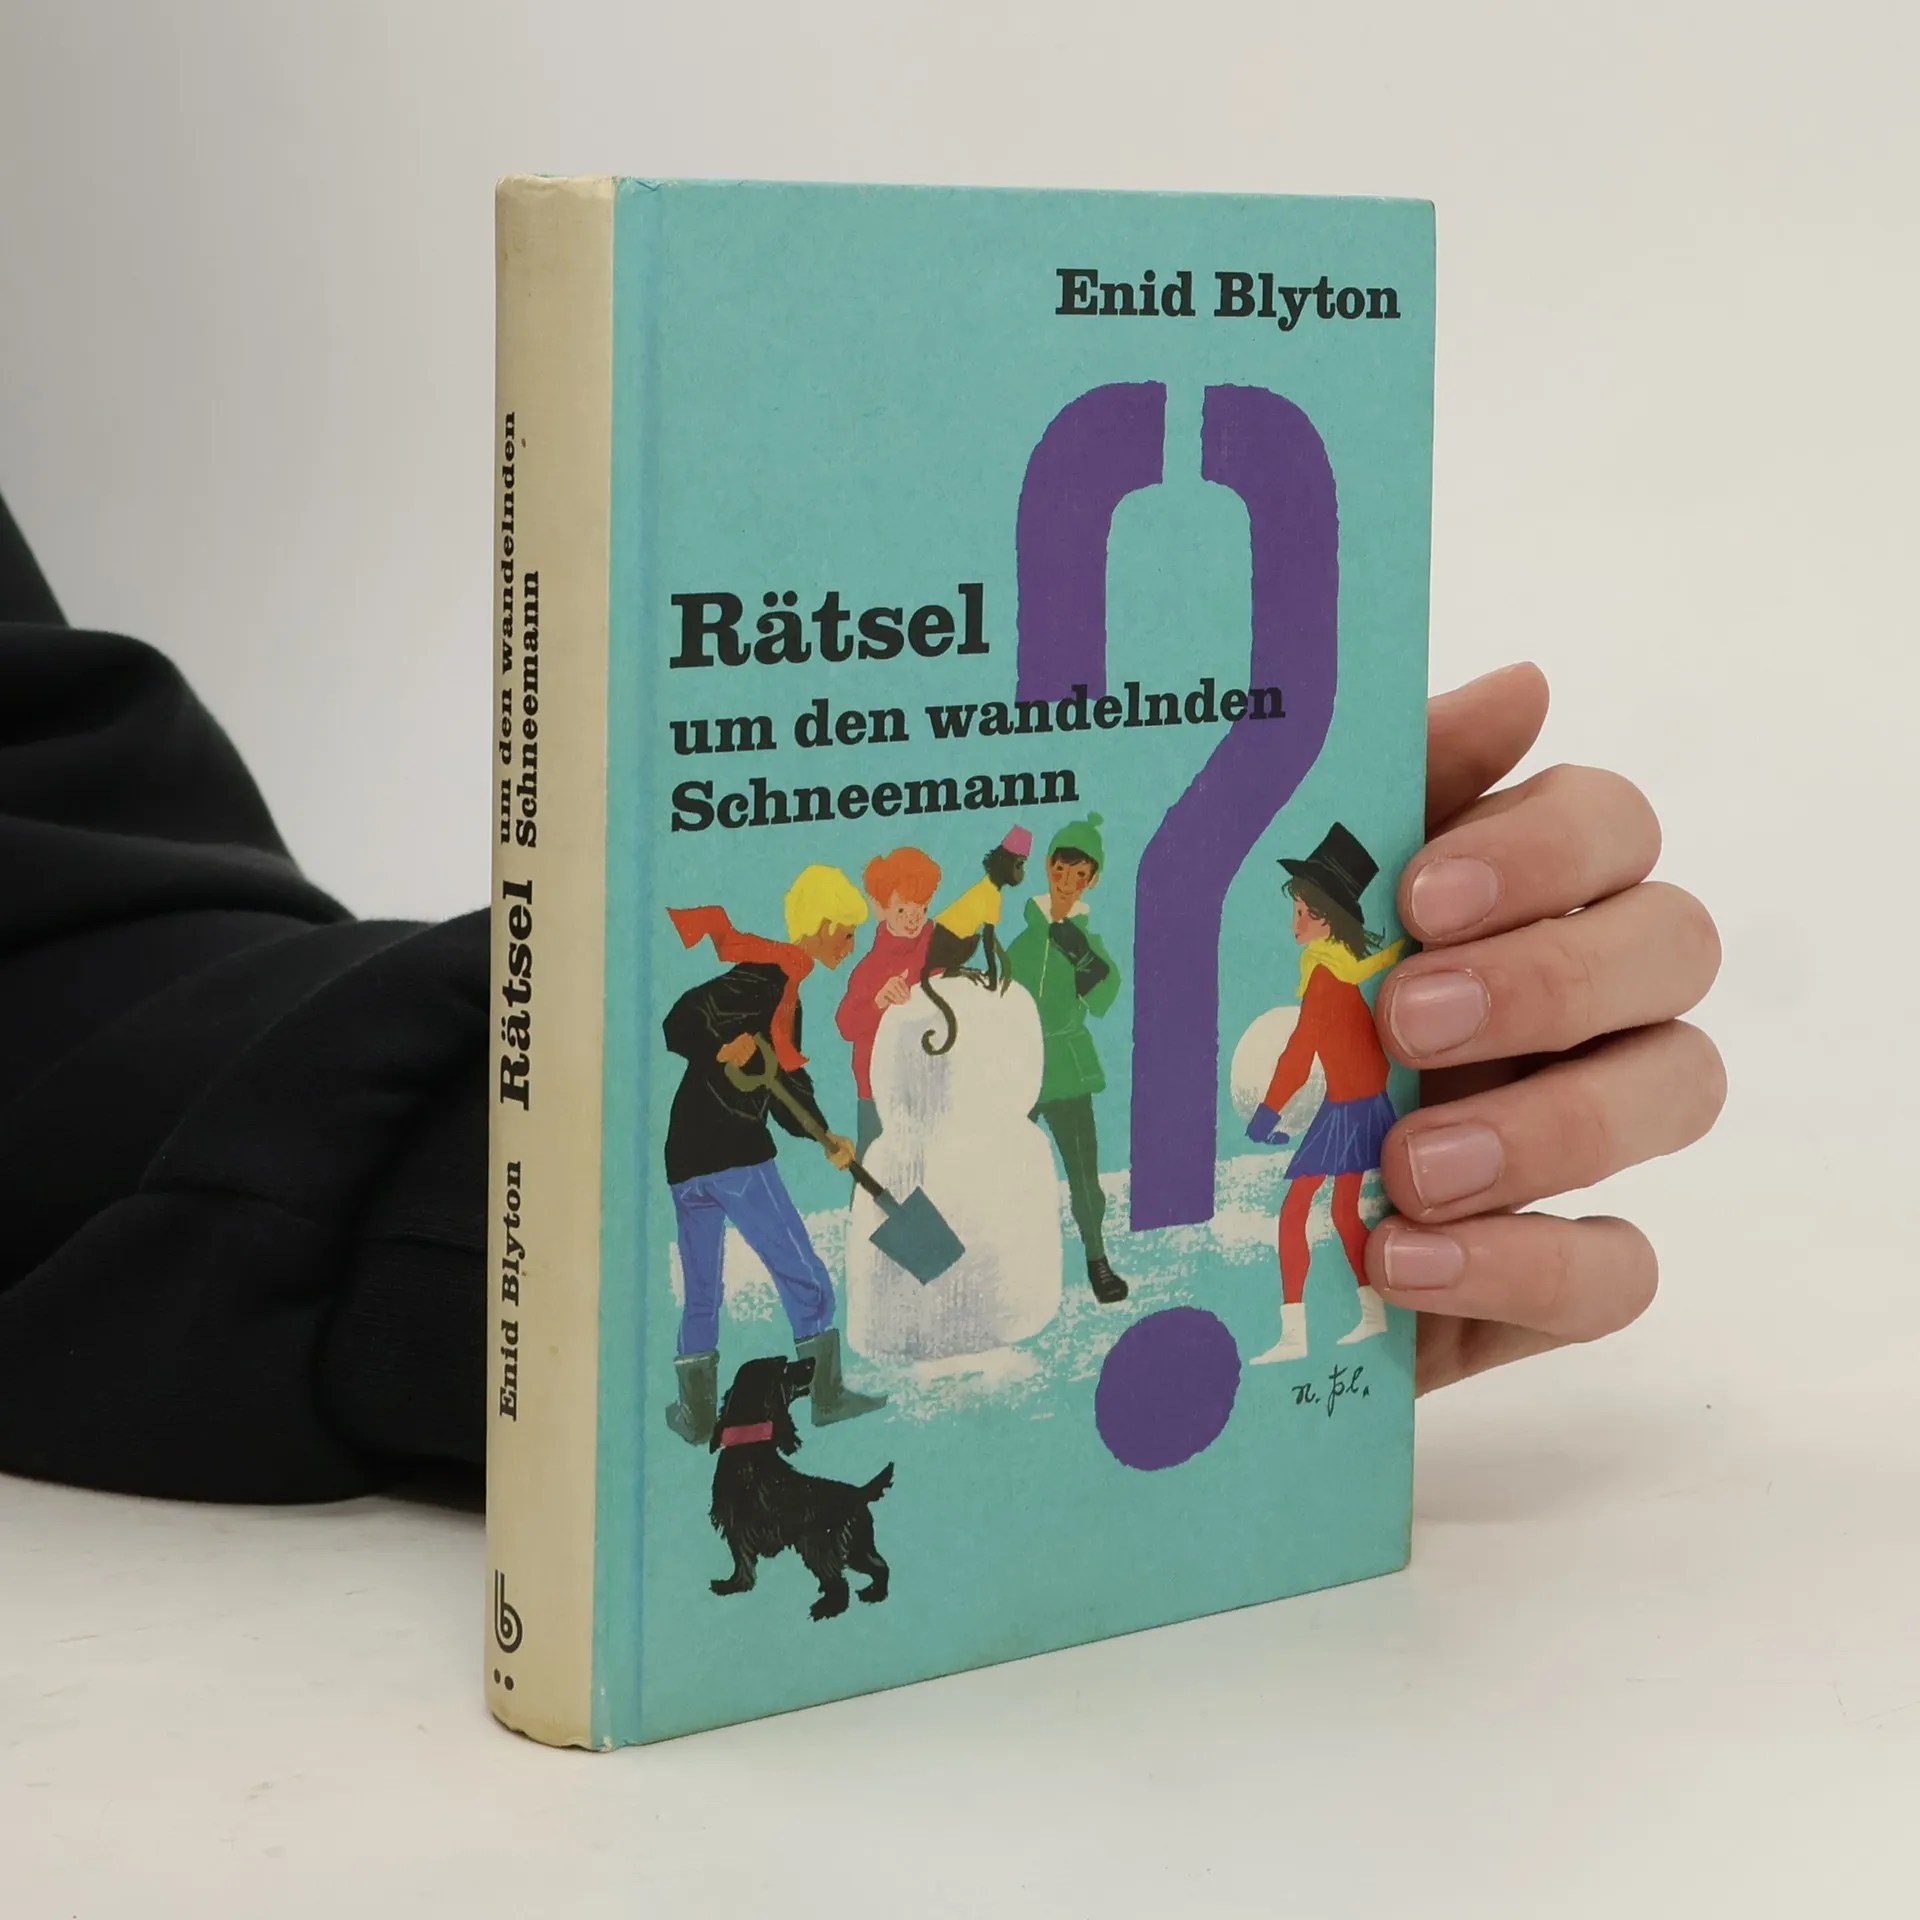 Enid Blyton
Rätsel
um den wandelnden
Schneemann
Enid Blyton Rätsel um den wandelnden
Schneemann